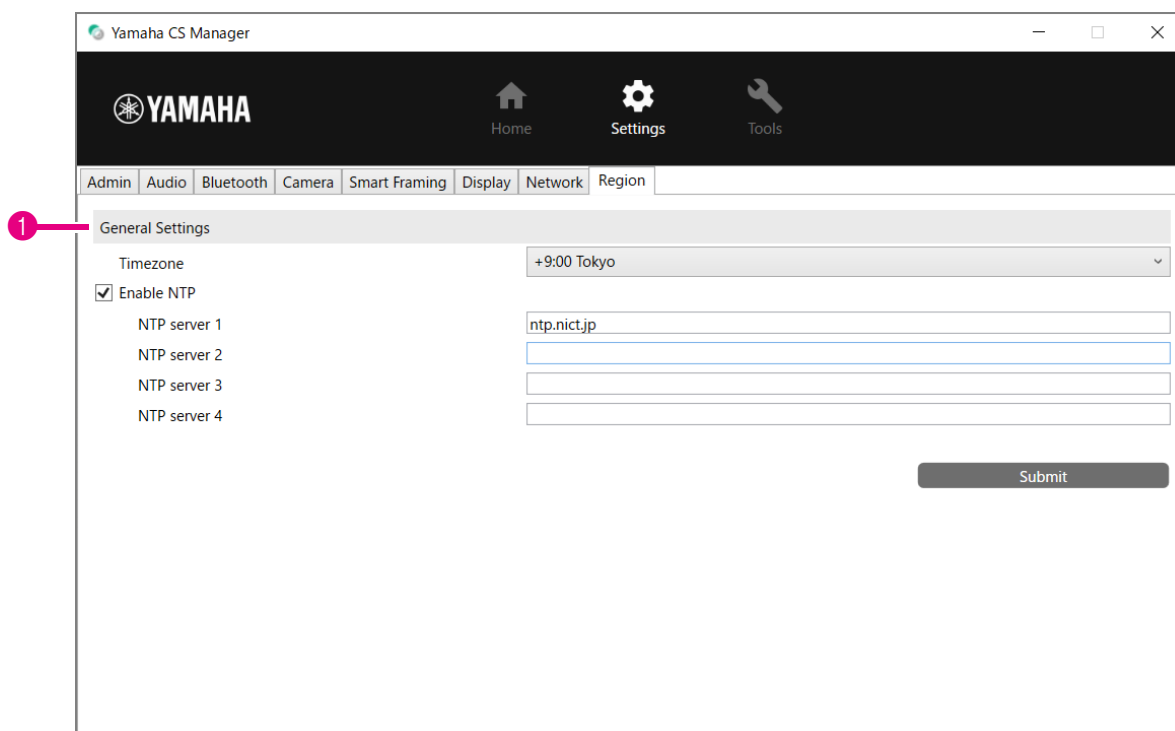 Yamaha CS Manager
YAMAHA
Home Settings Tools
Admin Audio Bluetooth Camera Smart Framing Display Network Region
1
General Settings
Timezone +9:00 Tokyo
Enable NTP
NTP server 1 ntp.nict.jp
NTP server 2
NTP server 3
NTP server 4
Submit